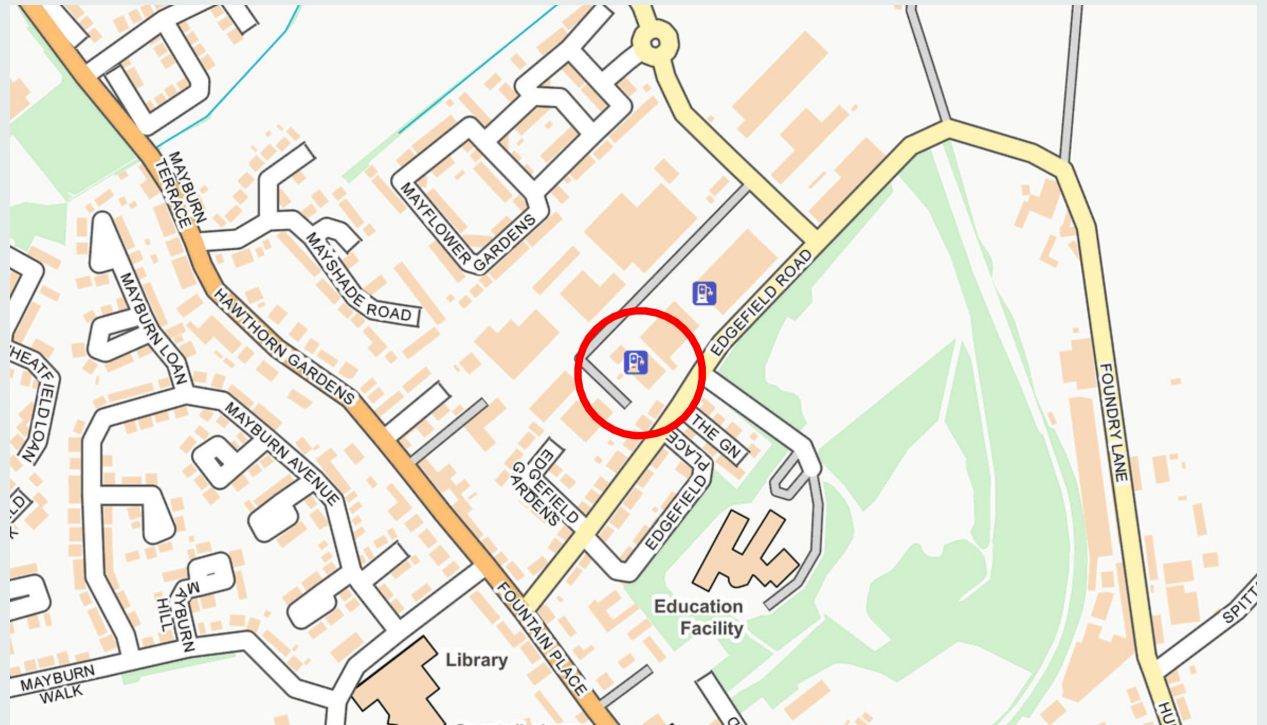 MAYBURN
TERRACE
MAYFLOWER
GARDENS
MAYSHADE ROAD
HAWTHORN GARDENS
MAYBURN LOAN
EDGEFIELD ROAD
FOUNDRY LANE
MAYBURN AVENUE
THE GN
EDGEFIELD PLACE
EDGEFIELD
GARDENS
MAYBURN
HILL
FOUNTAIN PLACE
Education
Facility
Library
MAYBURN
WALK